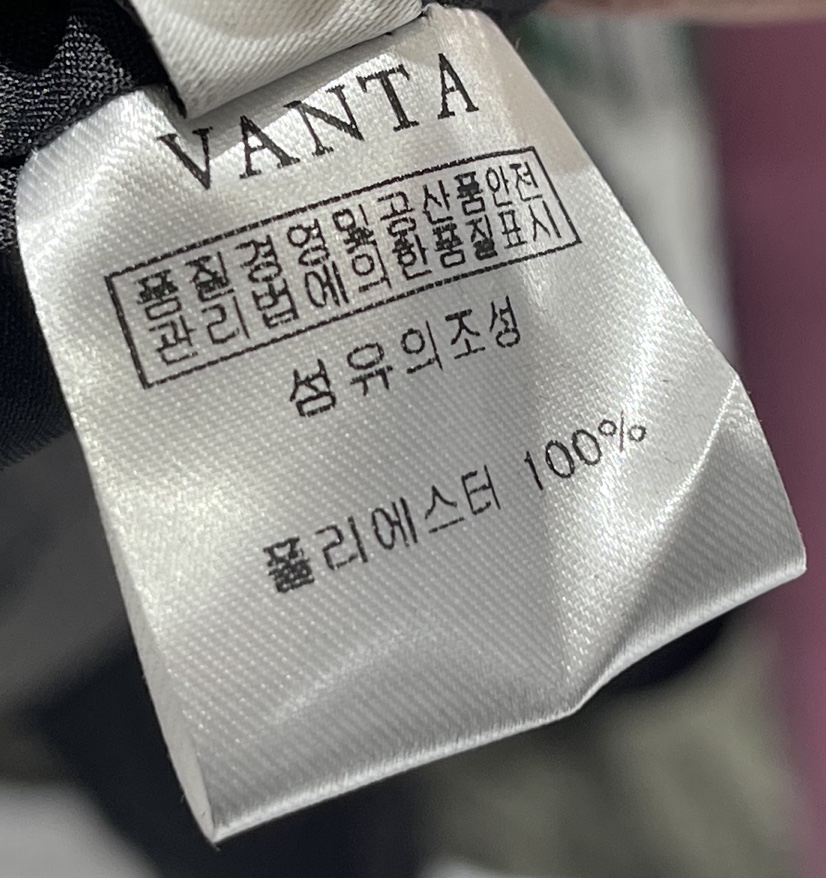 VANTA
품질경영및공산품안전
관리법에의한품질표시
섬유의조성
폴리에스터 100%